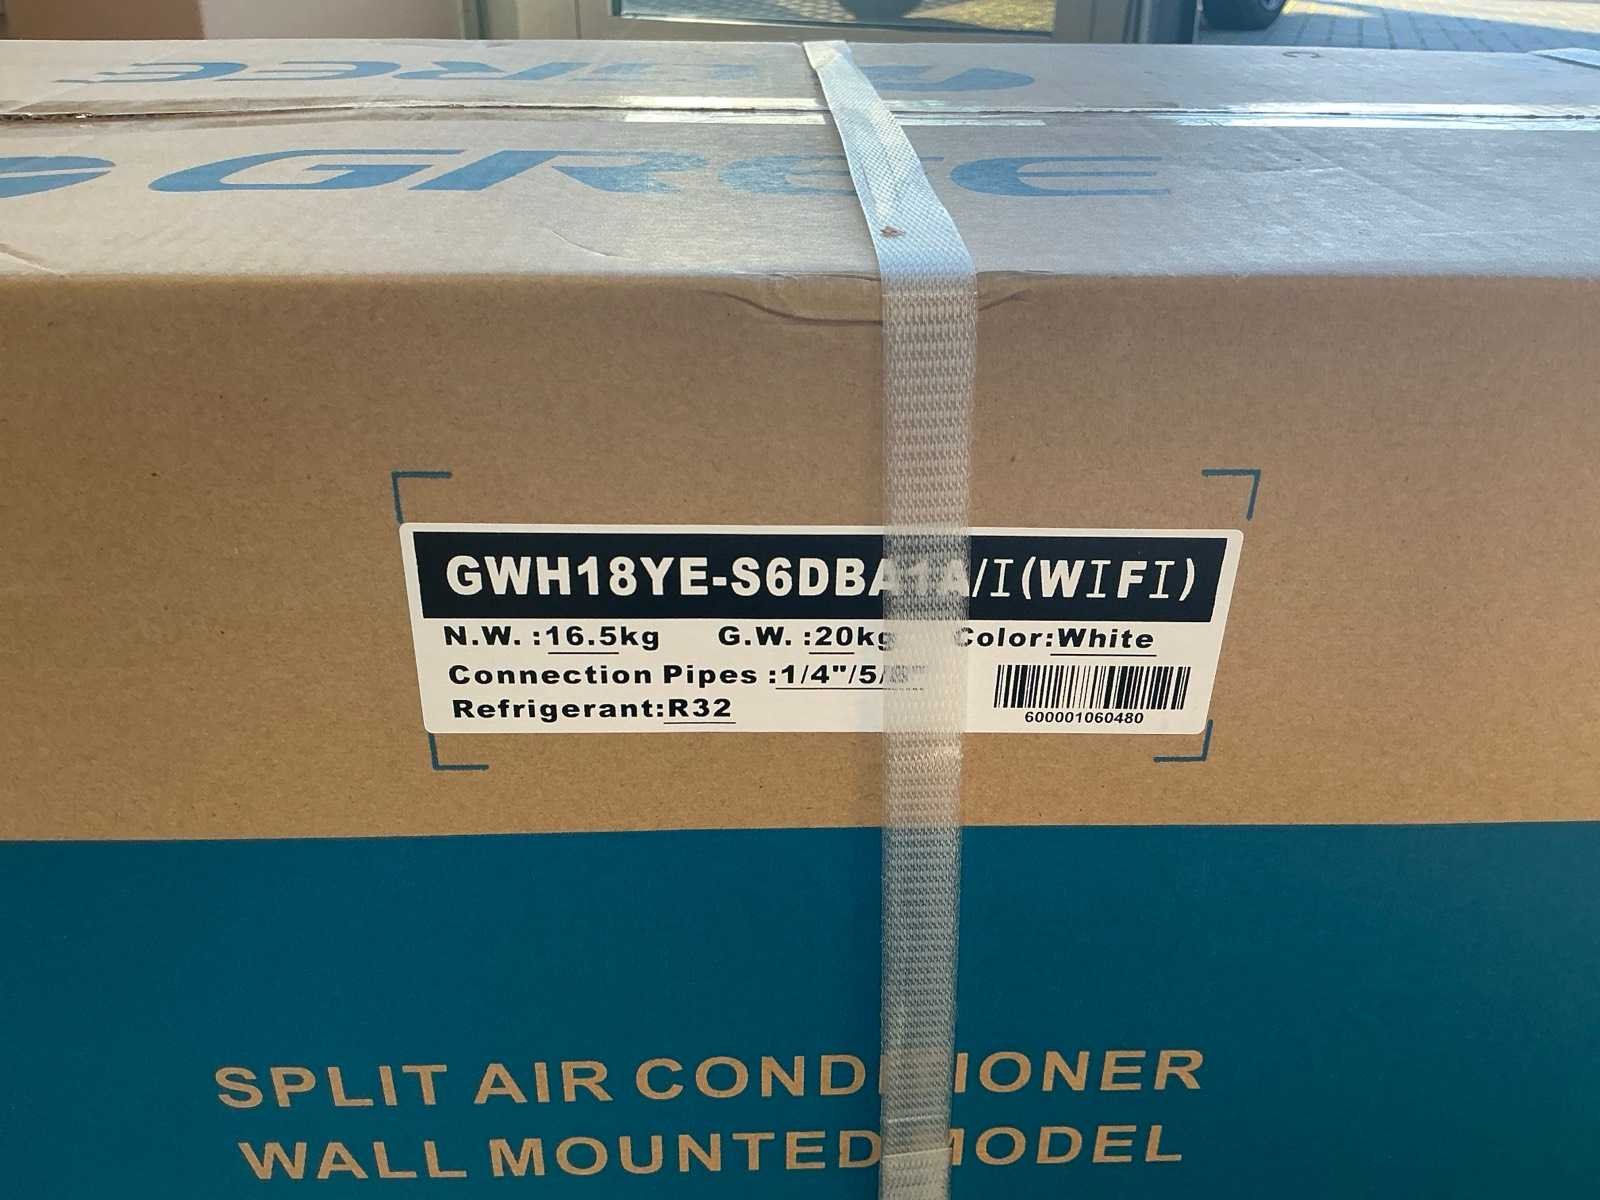 GREE
GREE
GWH18YE-S6DBA1A/I(WIFI)
N.W. :16.5kg G.W. :20kg Color:White
Connection Pipes :1/4"/5/8"
Refrigerant:R32
600001060480
SPLIT AIR CONDITIONER
WALL MOUNTED MODEL